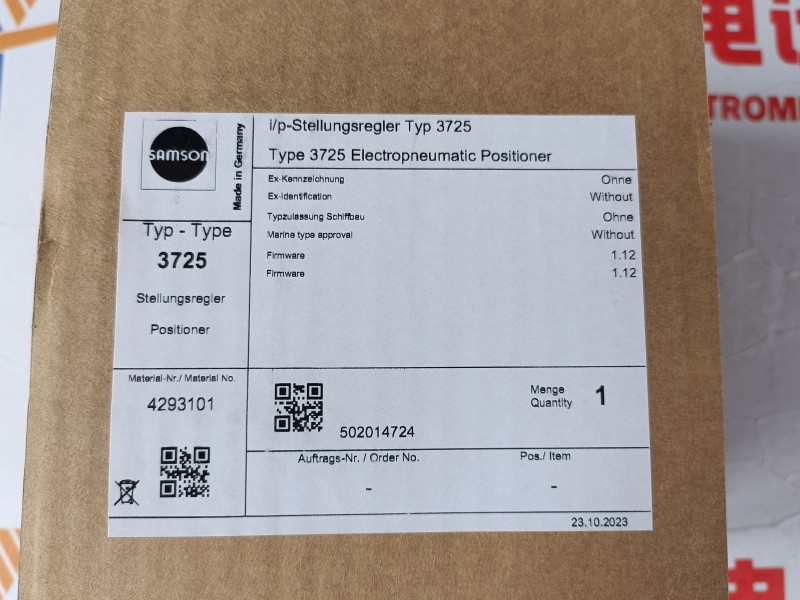 SAMSON
Made in Germany
i/p-Stellungsregler Typ 3725
Type 3725 Electropneumatic Positioner
Ex-Kennzeichnung Ohne
Ex-Identification Without
Typzulassung Schiffbau Ohne
Marine type approval Without
Firmware 1.12
Firmware 1.12
Typ - Type
3725
Stellungsregler
Positioner
Material-Nr./ Material No.
4293101
502014724
Menge
Quantity 1
Auftrags-Nr. / Order No. Pos./ Item
- -
23.10.2023
电
TROM